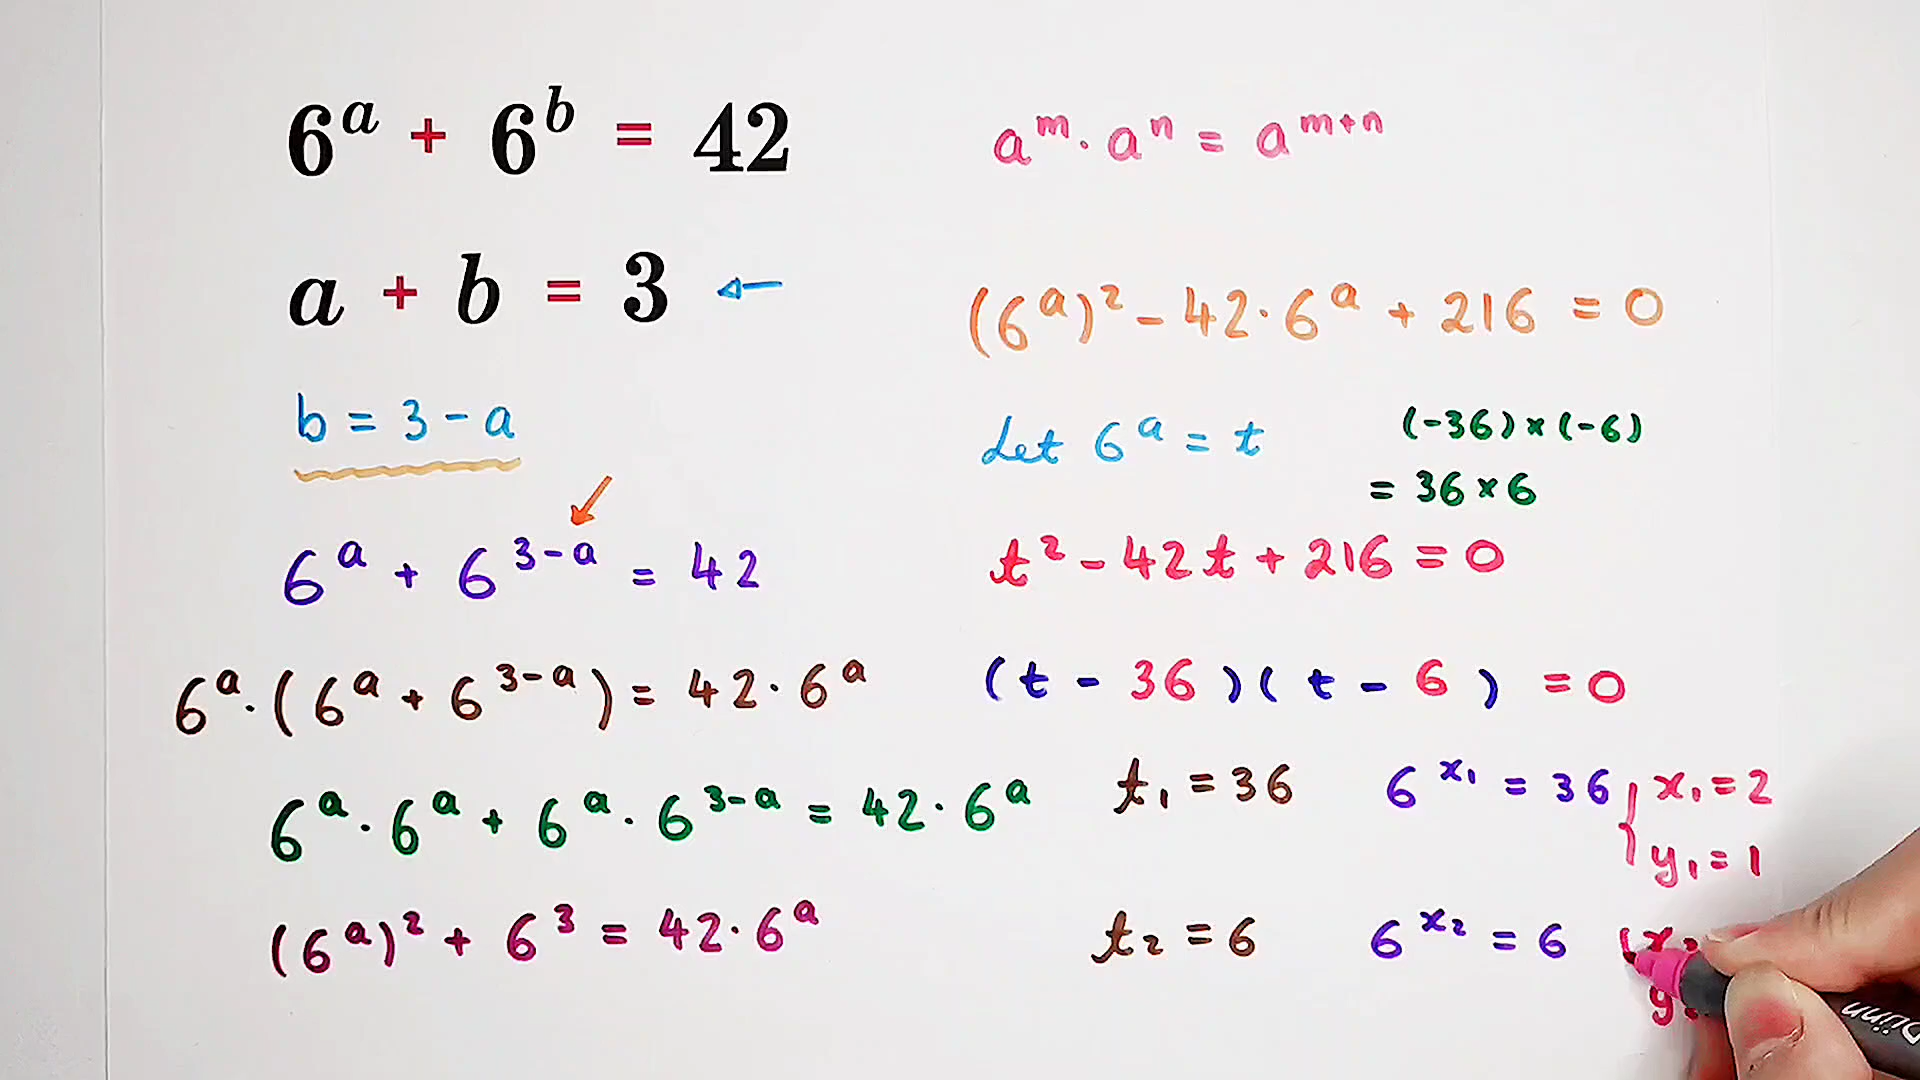 6^a + 6^b = 42
a + b = 3 ←
b = 3 - a
6^a + 6^(3-a) = 42
6^a · (6^a + 6^(3-a)) = 42 · 6^a
6^a · 6^a + 6^a · 6^(3-a) = 42 · 6^a
(6^a)² + 6³ = 42 · 6^a
a^m · a^n = a^(m+n)
(6^a)² - 42 · 6^a + 216 = 0
Let 6^a = t
(-36) × (-6)
= 36 × 6
t² - 42t + 216 = 0
(t - 36)(t - 6) = 0
t₁ = 36
6^x₁ = 36
{ x₁ = 2
y₁ = 1
t₂ = 6
6^x₂ = 6
x
y